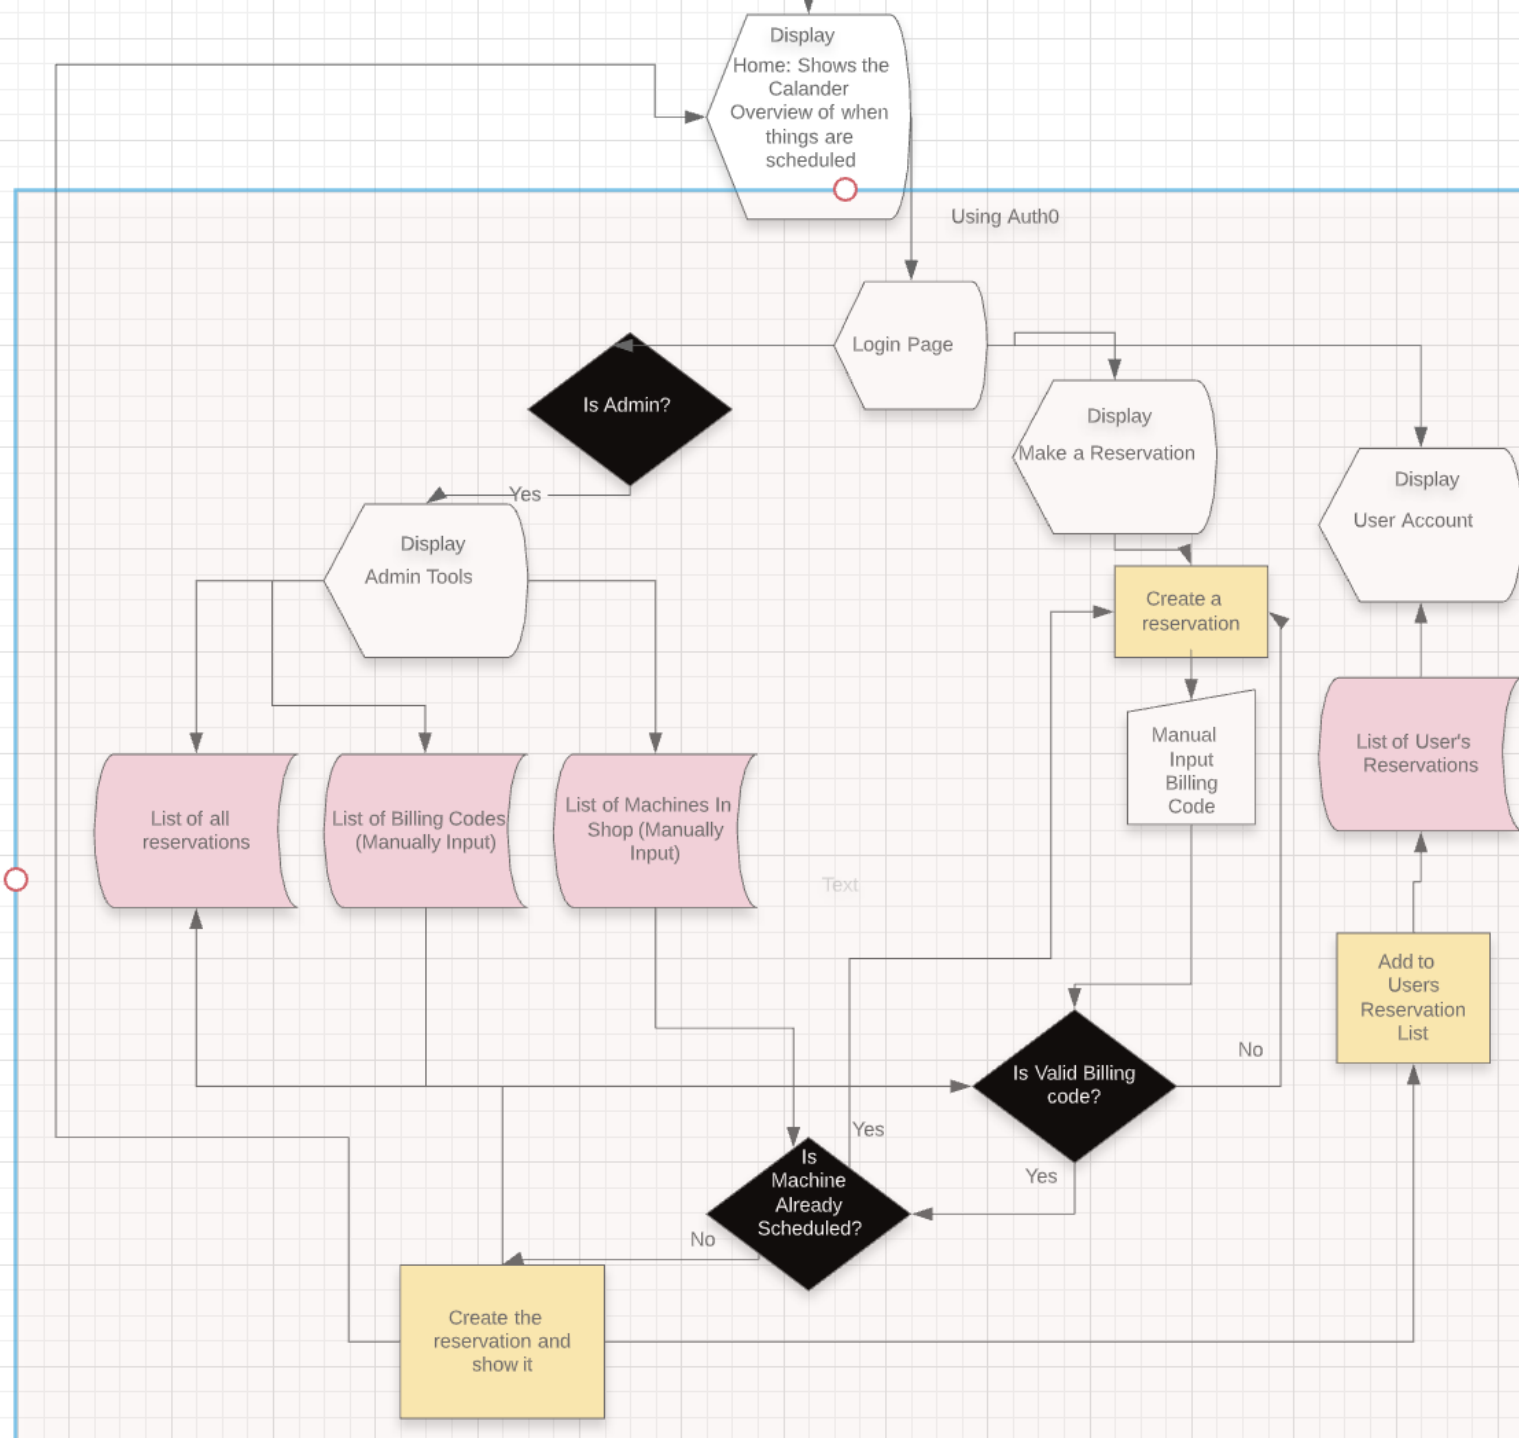 Display
Home: Shows the
Calander
Overview of when
things are
scheduled
Using Auth0
Login Page
Is Admin?
Yes
Display
Make a Reservation
Display
User Account
Display
Admin Tools
Create a
reservation
Manual
Input
Billing
Code
List of User's
Reservations
List of all
reservations
List of Billing Codes
(Manually Input)
List of Machines In
Shop (Manually
Input)
Text
Add to
Users
Reservation
List
No
Is Valid Billing
code?
Yes
Yes
Is
Machine
Already
Scheduled?
No
Create the
reservation and
show it